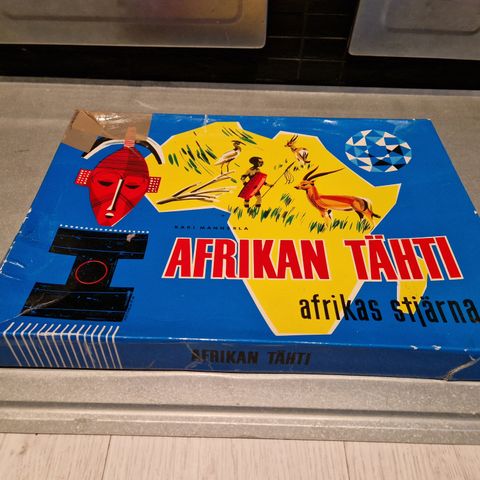 KARI MANNERLA
AFRIKAN TÄHTI
afrikas stjärna
AFRIKAN TÄHTI